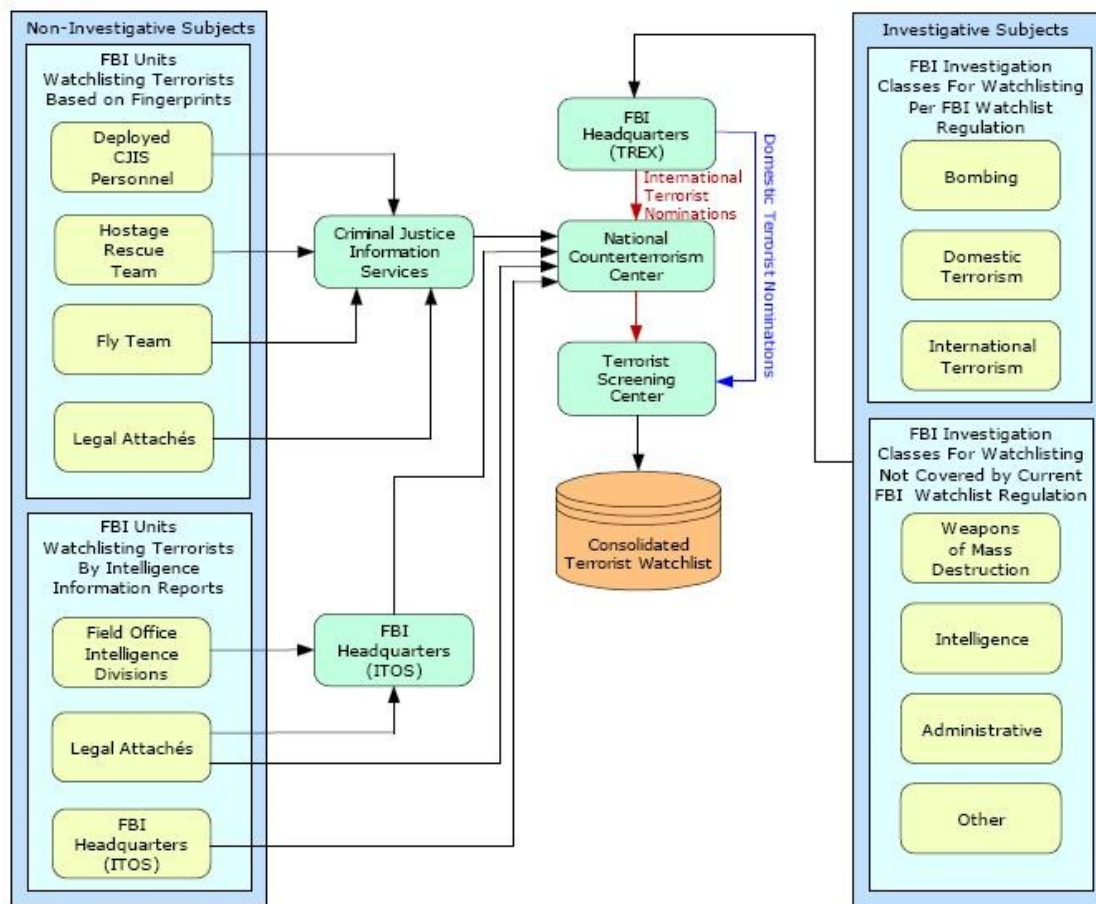 Non-Investigative Subjects
FBI Units
Watchlisting Terrorists
Based on Fingerprints
Deployed
CJIS
Personnel
Hostage
Rescue
Team
Fly Team
Legal Attachés
FBI Units
Watchlisting Terrorists
By Intelligence
Information Reports
Field Office
Intelligence
Divisions
Legal Attachés
FBI
Headquarters
(ITOS)
Criminal Justice
Information
Services
FBI
Headquarters
(ITOS)
FBI
Headquarters
(TREX)
International
Terrorist
Nominations
Domestic Terrorist Nominations
National
Counterterrorism
Center
Terrorist
Screening
Center
Consolidated
Terrorist Watchlist
Investigative Subjects
FBI Investigation
Classes For Watchlisting
Per FBI Watchlist
Regulation
Bombing
Domestic
Terrorism
International
Terrorism
FBI Investigation
Classes For Watchlisting
Not Covered by Current
FBI Watchlist Regulation
Weapons
of Mass
Destruction
Intelligence
Administrative
Other